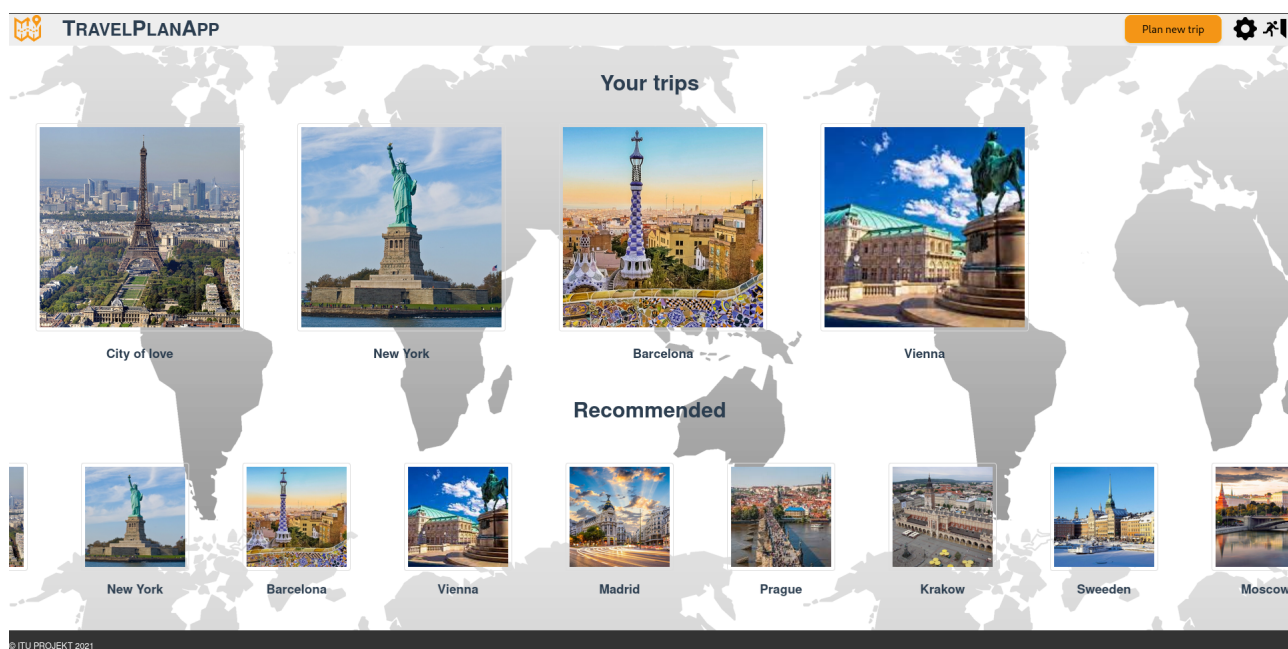 TRAVELPLANAPP
Plan new trip
Your trips
City of love
New York
Barcelona
Vienna
Recommended
New York
Barcelona
Vienna
Madrid
Prague
Krakow
Sweeden
Moscow
© ITU PROJEKT 2021